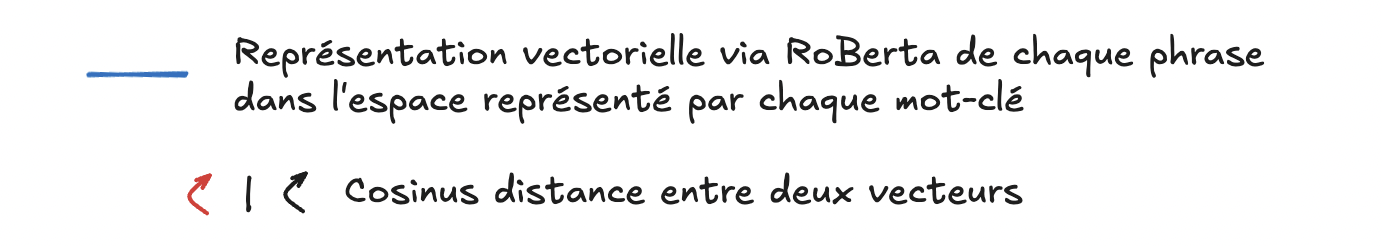 Représentation vectorielle via RoBerta de chaque phrase
dans l'espace représenté par chaque mot-clé
| Cosinus distance entre deux vecteurs